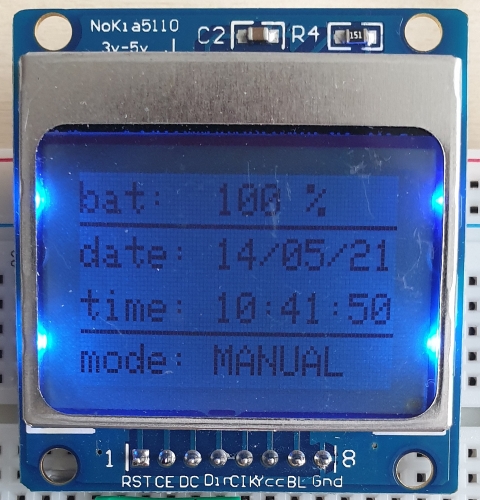 NoKia5110 C2 R4 151
3v-5v
bat: 100 %
date: 14/05/21
time: 10:41:50
mode: MANUAL
1 8
RST CE DC Din Clk Vcc BL Gnd